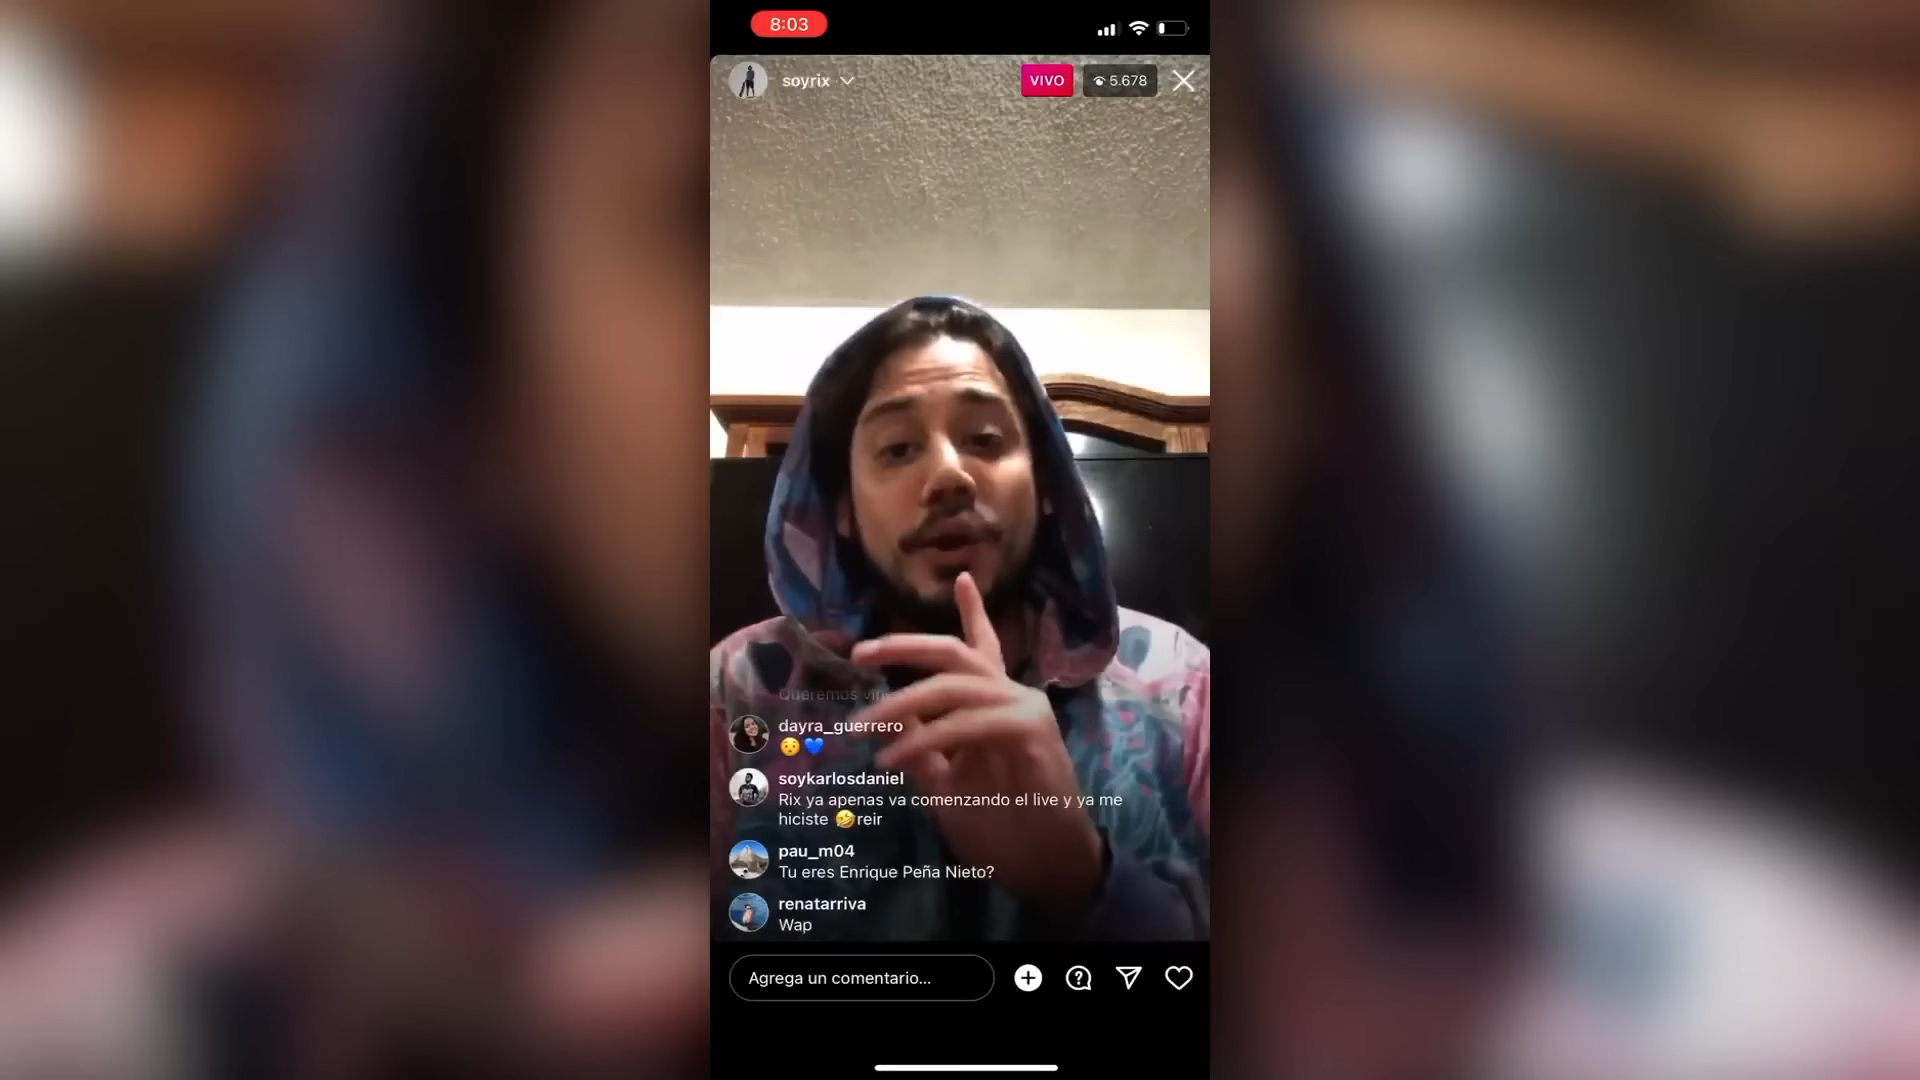 8:03
soyrix
VIVO
5.678
Queremos
dayra_guerrero
😯💙
soykarlosdaniel
Rix ya apenas va comenzando el live y ya me
hiciste 🤣reir
pau_m04
Tu eres Enrique Peña Nieto?
renatarriva
Wap
Agrega un comentario...